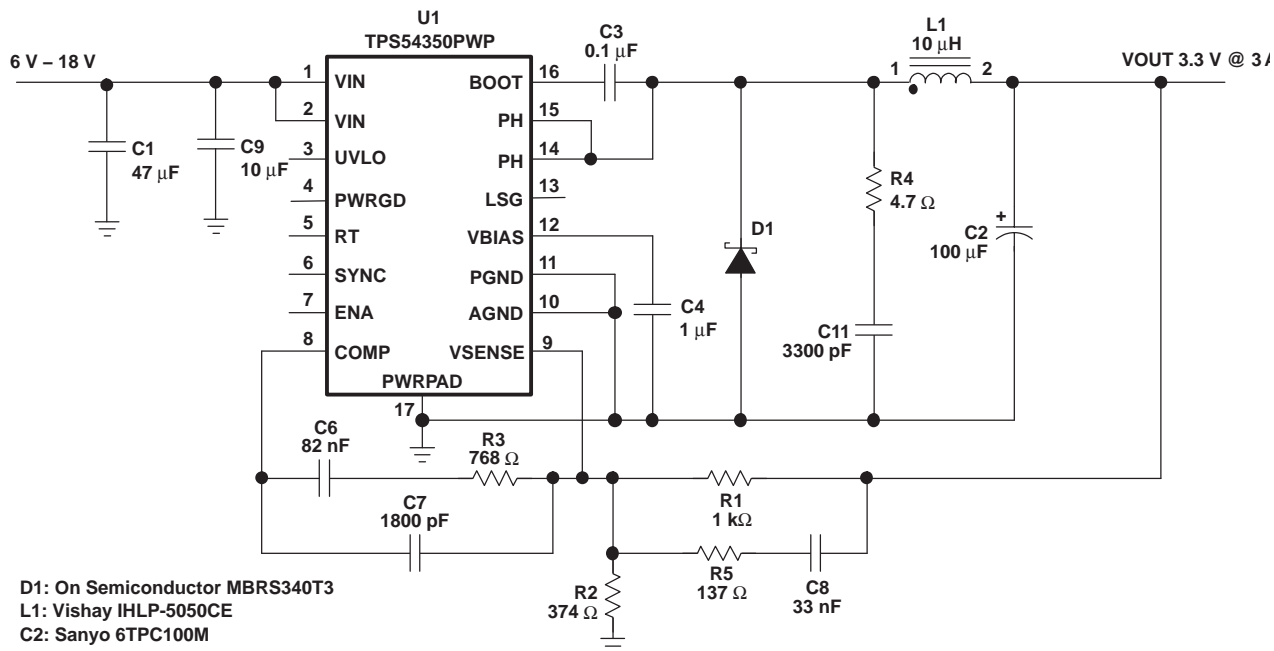 U1
TPS54350PWP
6 V – 18 V
C1
47 μF
C9
10 μF
1
VIN
2
VIN
3
UVLO
4
PWRGD
5
RT
6
SYNC
7
ENA
8
COMP
16
BOOT
15
PH
14
PH
13
LSG
12
VBIAS
11
PGND
10
AGND
9
VSENSE
PWRPAD
17
C3
0.1 μF
L1
10 μH
1
2
VOUT 3.3 V @ 3 A
R4
4.7 Ω
D1
C2
100 μF
+
C4
1 μF
C11
3300 pF
C6
82 nF
R3
768 Ω
C7
1800 pF
R1
1 kΩ
R5
137 Ω
C8
33 nF
R2
374 Ω
D1: On Semiconductor MBRS340T3
L1: Vishay IHLP-5050CE
C2: Sanyo 6TPC100M